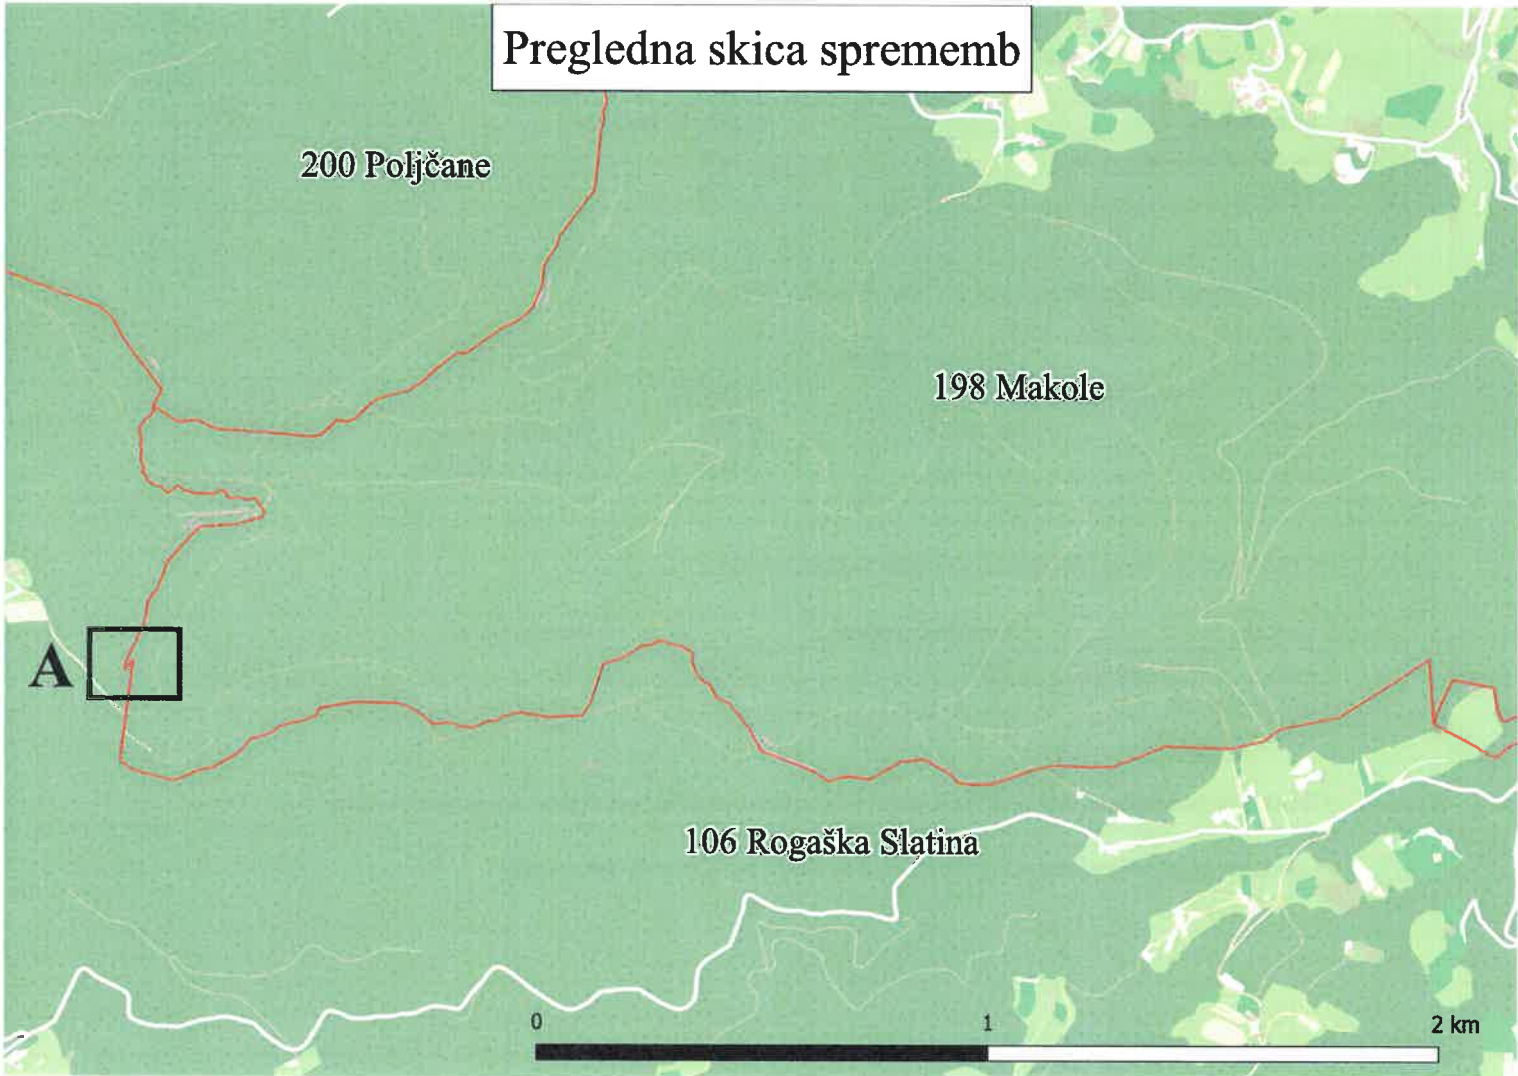 Pregledna skica sprememb
200 Poljčane
198 Makole
A
106 Rogaška Slatina
0 1 2 km